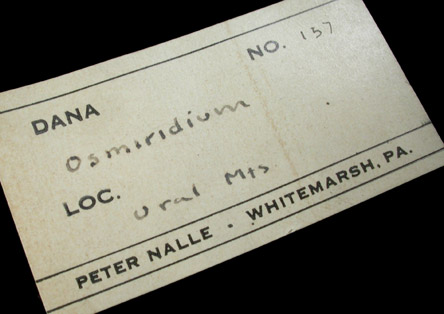 NO. 157
DANA
Osmiridium
LOC.
Ural Mts
PETER NALLE · WHITEMARSH, PA.